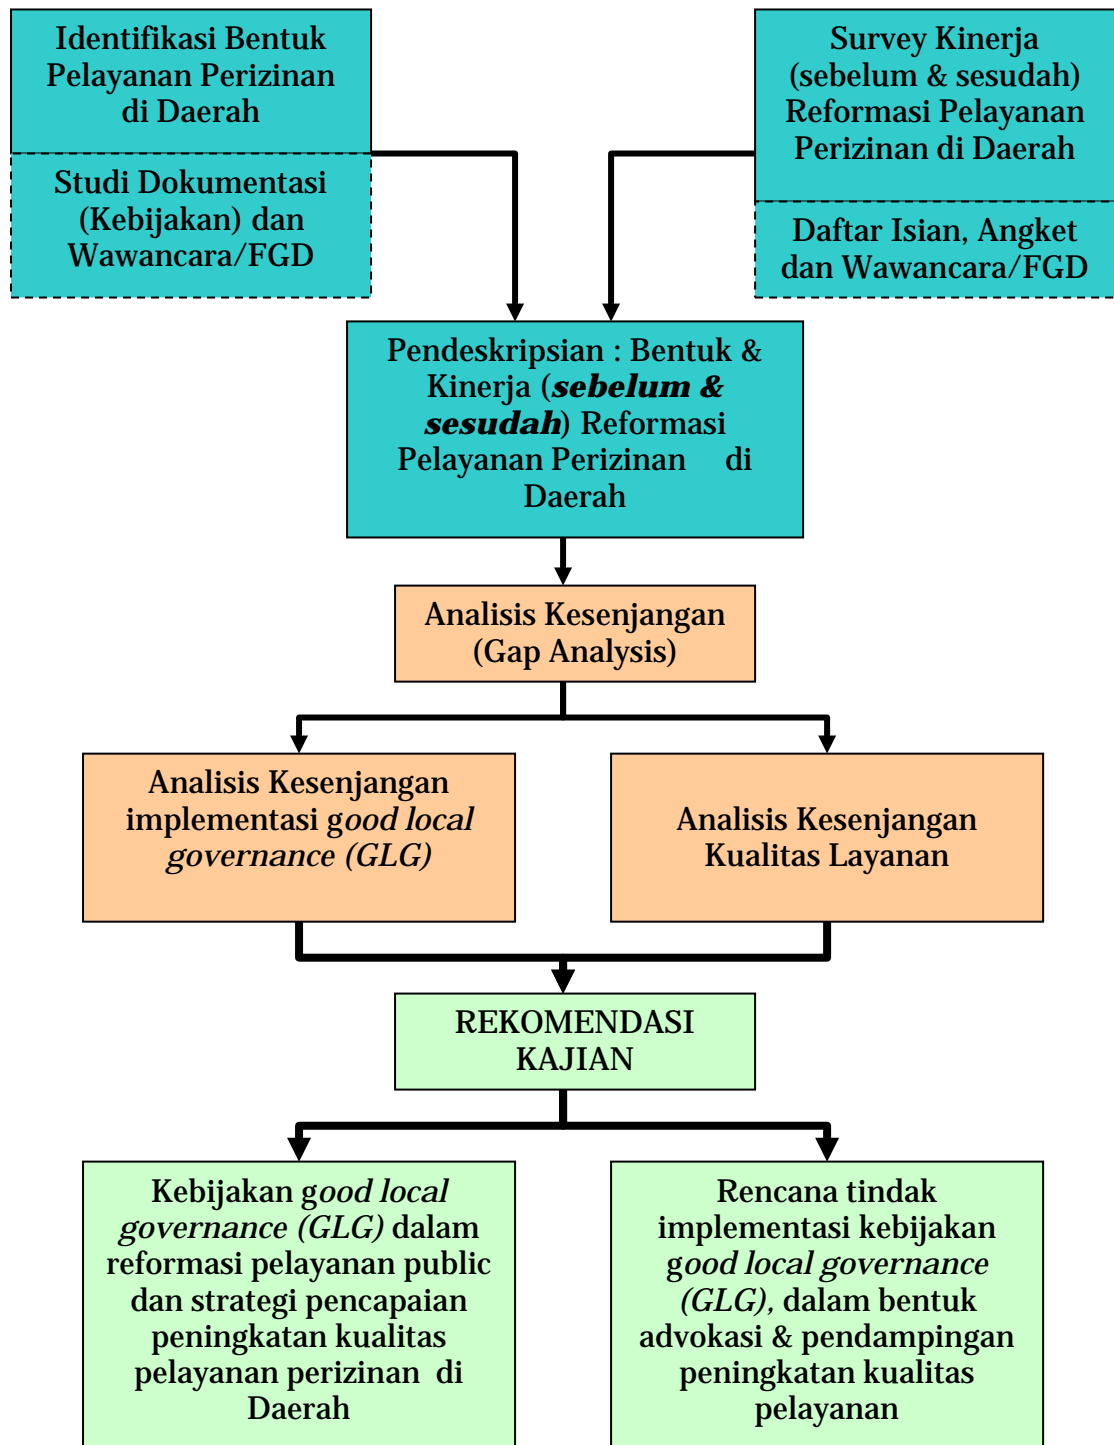 Identifikasi Bentuk
Pelayanan Perizinan
di Daerah
Studi Dokumentasi
(Kebijakan) dan
Wawancara/FGD
Survey Kinerja
(sebelum & sesudah)
Reformasi Pelayanan
Perizinan di Daerah
Daftar Isian, Angket
dan Wawancara/FGD
Pendeskripsian : Bentuk &
Kinerja (sebelum &
sesudah) Reformasi
Pelayanan Perizinan di
Daerah
Analisis Kesenjangan
(Gap Analysis)
Analisis Kesenjangan
implementasi good local
governance (GLG)
Analisis Kesenjangan
Kualitas Layanan
REKOMENDASI
KAJIAN
Kebijakan good local
governance (GLG) dalam
reformasi pelayanan public
dan strategi pencapaian
peningkatan kualitas
pelayanan perizinan di
Daerah
Rencana tindak
implementasi kebijakan
good local governance
(GLG), dalam bentuk
advokasi & pendampingan
peningkatan kualitas
pelayanan